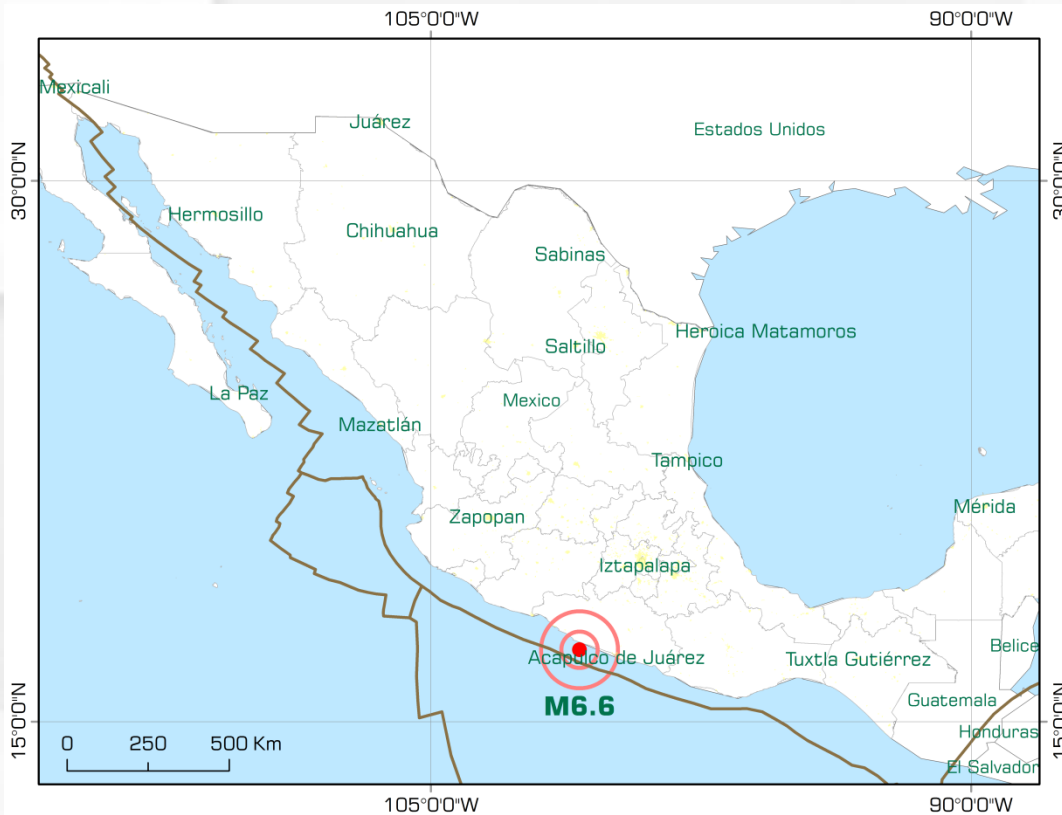 105°0'0"W
90°0'0"W
Mexicali
Juárez
Estados Unidos
30°0'0"N
30°0'0"N
Hermosillo
Chihuahua
Sabinas
Heroica Matamoros
Saltillo
La Paz
Mexico
Mazatlán
Tampico
Mérida
Zapopan
Iztapalapa
Belice
Acapulco de Juárez
Tuxtla Gutiérrez
M6.6
Guatemala
15°0'0"N
15°0'0"N
Honduras
0 250 500 Km
El Salvador
105°0'0"W
90°0'0"W